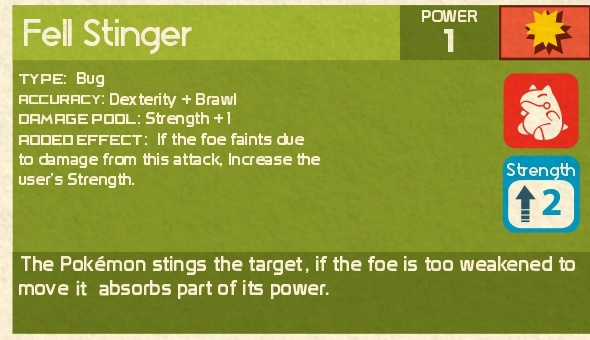 Fell Stinger
POWER
1
TYPE: Bug
ACCURACY: Dexterity + Brawl
DAMAGE POOL: Strength +1
ADDED EFFECT: If the foe faints due
to damage from this attack, Increase the
user's Strength.
Strength
2
The Pokémon stings the target, if the foe is too weakened to
move it absorbs part of its power.